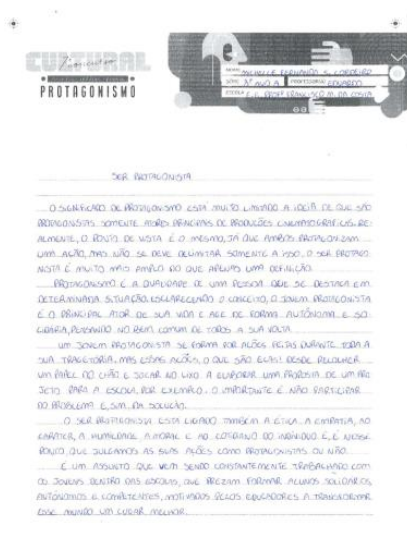 CULTURAL
PROTAGONISMO
NOME MICHELLE FERNANDA S. CORDEIRO
SÉRIE 3º ANO A PROFESSOR EDUARDO
ESCOLA E.E. PROFº FRANCISCO M. DA COSTA
SER PROTAGONISTA
O SIGNIFICADO DE PROTAGONISMO ESTÁ MUITO LIMITADO A IDEIA DE QUE SÃO
PROTAGONISTAS SOMENTE ATORES PRINCIPAIS DE PRODUÇÕES CINEMATOGRÁFICAS. RE-
ALMENTE, O PONTO DE VISTA É O MESMO, JÁ QUE AMBOS PROTAGONIZAM
UMA AÇÃO, MAS NÃO SE DEVE DELIMITAR SOMENTE A ISSO, O SER PROTAGO-
NISTA É MUITO MAIS AMPLO DO QUE APENAS UMA DEFINIÇÃO.
PROTAGONISMO É A QUALIDADE DE UMA PESSOA QUE SE DESTACA EM
DETERMINADA SITUAÇÃO, ESCLARECENDO O CONCEITO, O JOVEM PROTAGONISTA
É O PRINCIPAL ATOR DE SUA VIDA E AGE DE FORMA AUTÔNOMA E SO-
LIDÁRIA, PENSANDO NO BEM COMUM DE TODOS A SUA VOLTA.
UM JOVEM PROTAGONISTA SE FORMA POR AÇÕES FEITAS DURANTE TODA A
SUA TRAGETÓRIA, MAS ESSAS AÇÕES, O QUE SÃO ELAS? DESDE RECOLHER
UM PAPEL NO CHÃO E JOGAR NO LIXO A ELABORAR UMA PROPOSTA DE UM PRO
JETO PARA A ESCOLA, POR EXEMPLO. O IMPORTANTE É NÃO PARTICIPAR
DO PROBLEMA E SIM, DA SOLUÇÃO.
O SER PROTAGONISTA ESTÁ LIGADO TAMBÉM A ÉTICA, A EMPATIA, AO
CARÁTER, A HUMILDADE, A MORAL E AO COTIDIANO DO INDIVÍDUO E, É NESSE
PONTO, QUE JULGAMOS AS SUAS AÇÕES COMO PROTAGONISTAS OU NÃO.
É UM ASSUNTO QUE VEM SENDO CONSTANTEMENTE TRABALHADO COM
OS JOVENS DENTRO DAS ESCOLAS, QUE PREZAM FORMAR ALUNOS SOLIDÁRIOS,
AUTÔNOMOS E COMPETENTES, MOTIVADOS PELOS EDUCADORES A TRANSFORMAR
ESSE MUNDO UM LUGAR MELHOR.